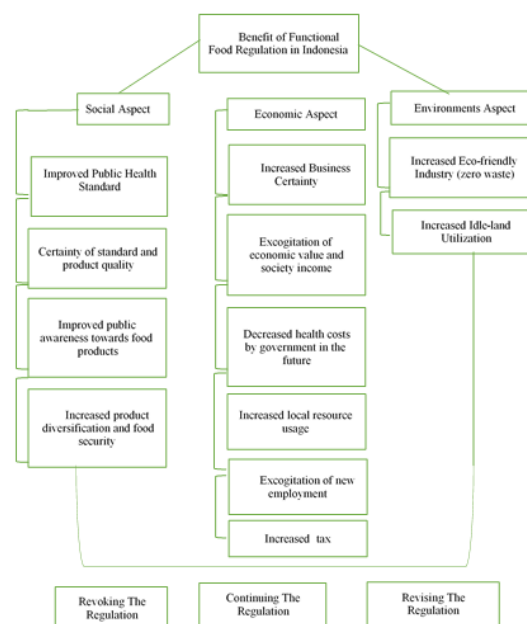 Benefit of Functional
Food Regulation in Indonesia
Social Aspect
Improved Public Health
Standard
Certainty of standard and
product quality
Improved public
awareness towards food
products
Increased product
diversification and food
security
Economic Aspect
Increased Business
Certainty
Excogitation of
economic value and
society income
Decreased health costs
by government in the
future
Increased local resource
usage
Excogitation of new
employment
Increased tax
Environments Aspect
Increased Eco-friendly
Industry (zero waste)
Increased Idle-land
Utilization
Revoking The
Regulation
Continuing The
Regulation
Revising The
Regulation